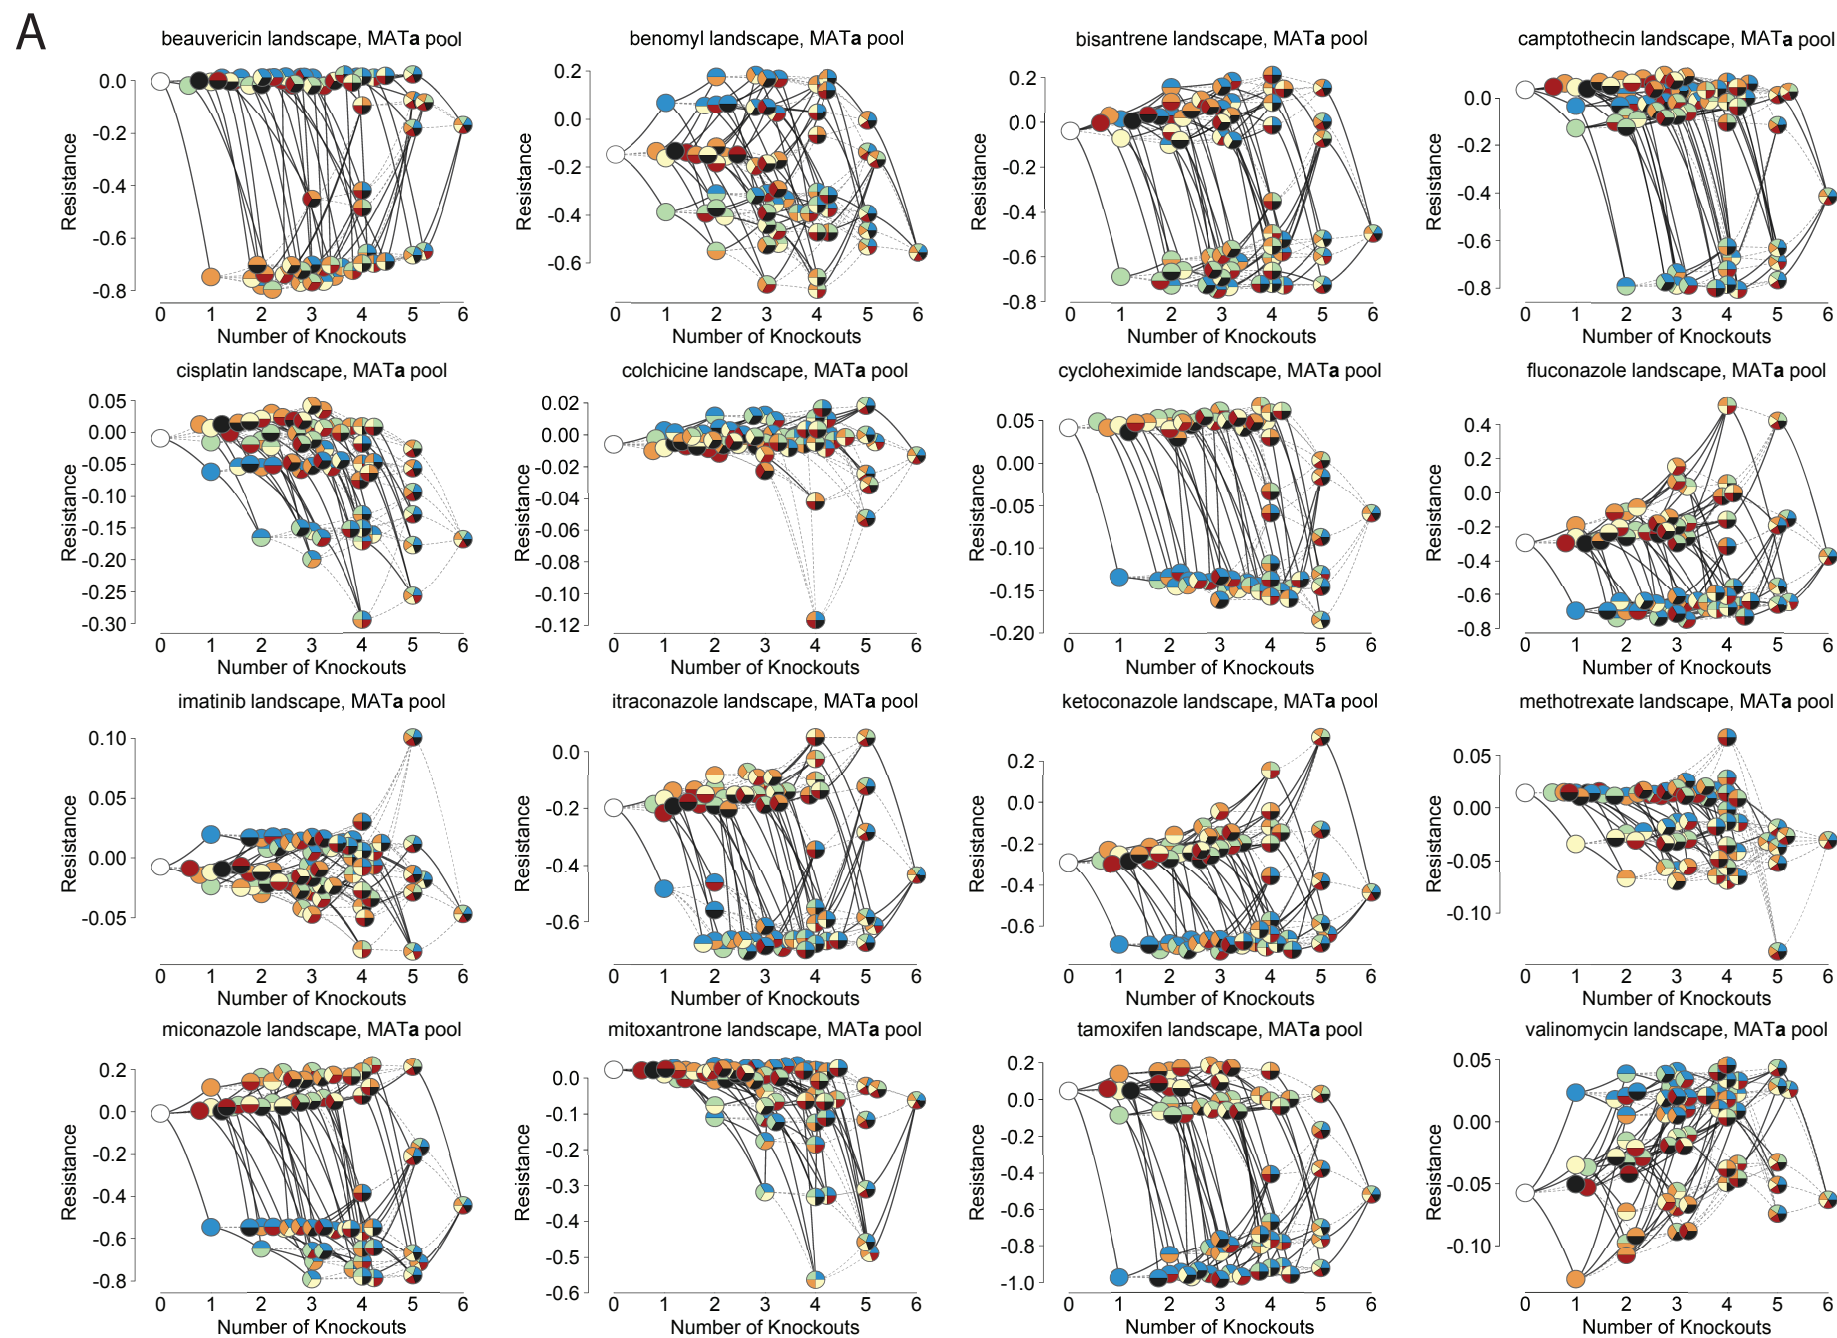 A
beauvericin landscape, MATa pool
0.0
-0.2
-0.4
-0.6
-0.8
Resistance
0 1 2 3 4 5 6
Number of Knockouts
benomyl landscape, MATa pool
0.2
0.0
-0.2
-0.4
-0.6
Resistance
0 1 2 3 4 5 6
Number of Knockouts
bisantrene landscape, MATa pool
0.2
0.0
-0.2
-0.4
-0.6
-0.8
Resistance
0 1 2 3 4 5 6
Number of Knockouts
camptothecin landscape, MATa pool
0.0
-0.2
-0.4
-0.6
-0.8
Resistance
0 1 2 3 4 5 6
Number of Knockouts
cisplatin landscape, MATa pool
0.05
0.00
-0.05
-0.10
-0.15
-0.20
-0.25
-0.30
Resistance
0 1 2 3 4 5 6
Number of Knockouts
colchicine landscape, MATa pool
0.02
0.00
-0.02
-0.04
-0.06
-0.08
-0.10
-0.12
Resistance
0 1 2 3 4 5 6
Number of Knockouts
cycloheximide landscape, MATa pool
0.05
0.00
-0.05
-0.10
-0.15
-0.20
Resistance
0 1 2 3 4 5 6
Number of Knockouts
fluconazole landscape, MATa pool
0.4
0.2
0.0
-0.2
-0.4
-0.6
-0.8
Resistance
0 1 2 3 4 5 6
Number of Knockouts
imatinib landscape, MATa pool
0.10
0.05
0.00
-0.05
Resistance
0 1 2 3 4 5 6
Number of Knockouts
itraconazole landscape, MATa pool
0.0
-0.2
-0.4
-0.6
Resistance
0 1 2 3 4 5 6
Number of Knockouts
ketoconazole landscape, MATa pool
0.2
0.0
-0.2
-0.4
-0.6
Resistance
0 1 2 3 4 5 6
Number of Knockouts
methotrexate landscape, MATa pool
0.05
0.00
-0.05
-0.10
Resistance
0 1 2 3 4 5 6
Number of Knockouts
miconazole landscape, MATa pool
0.2
0.0
-0.2
-0.4
-0.6
-0.8
Resistance
0 1 2 3 4 5 6
Number of Knockouts
mitoxantrone landscape, MATa pool
0.0
-0.1
-0.2
-0.3
-0.4
-0.5
-0.6
Resistance
0 1 2 3 4 5 6
Number of Knockouts
tamoxifen landscape, MATa pool
0.2
0.0
-0.2
-0.4
-0.6
-0.8
-1.0
Resistance
0 1 2 3 4 5 6
Number of Knockouts
valinomycin landscape, MATa pool
0.05
0.00
-0.05
-0.10
Resistance
0 1 2 3 4 5 6
Number of Knockouts